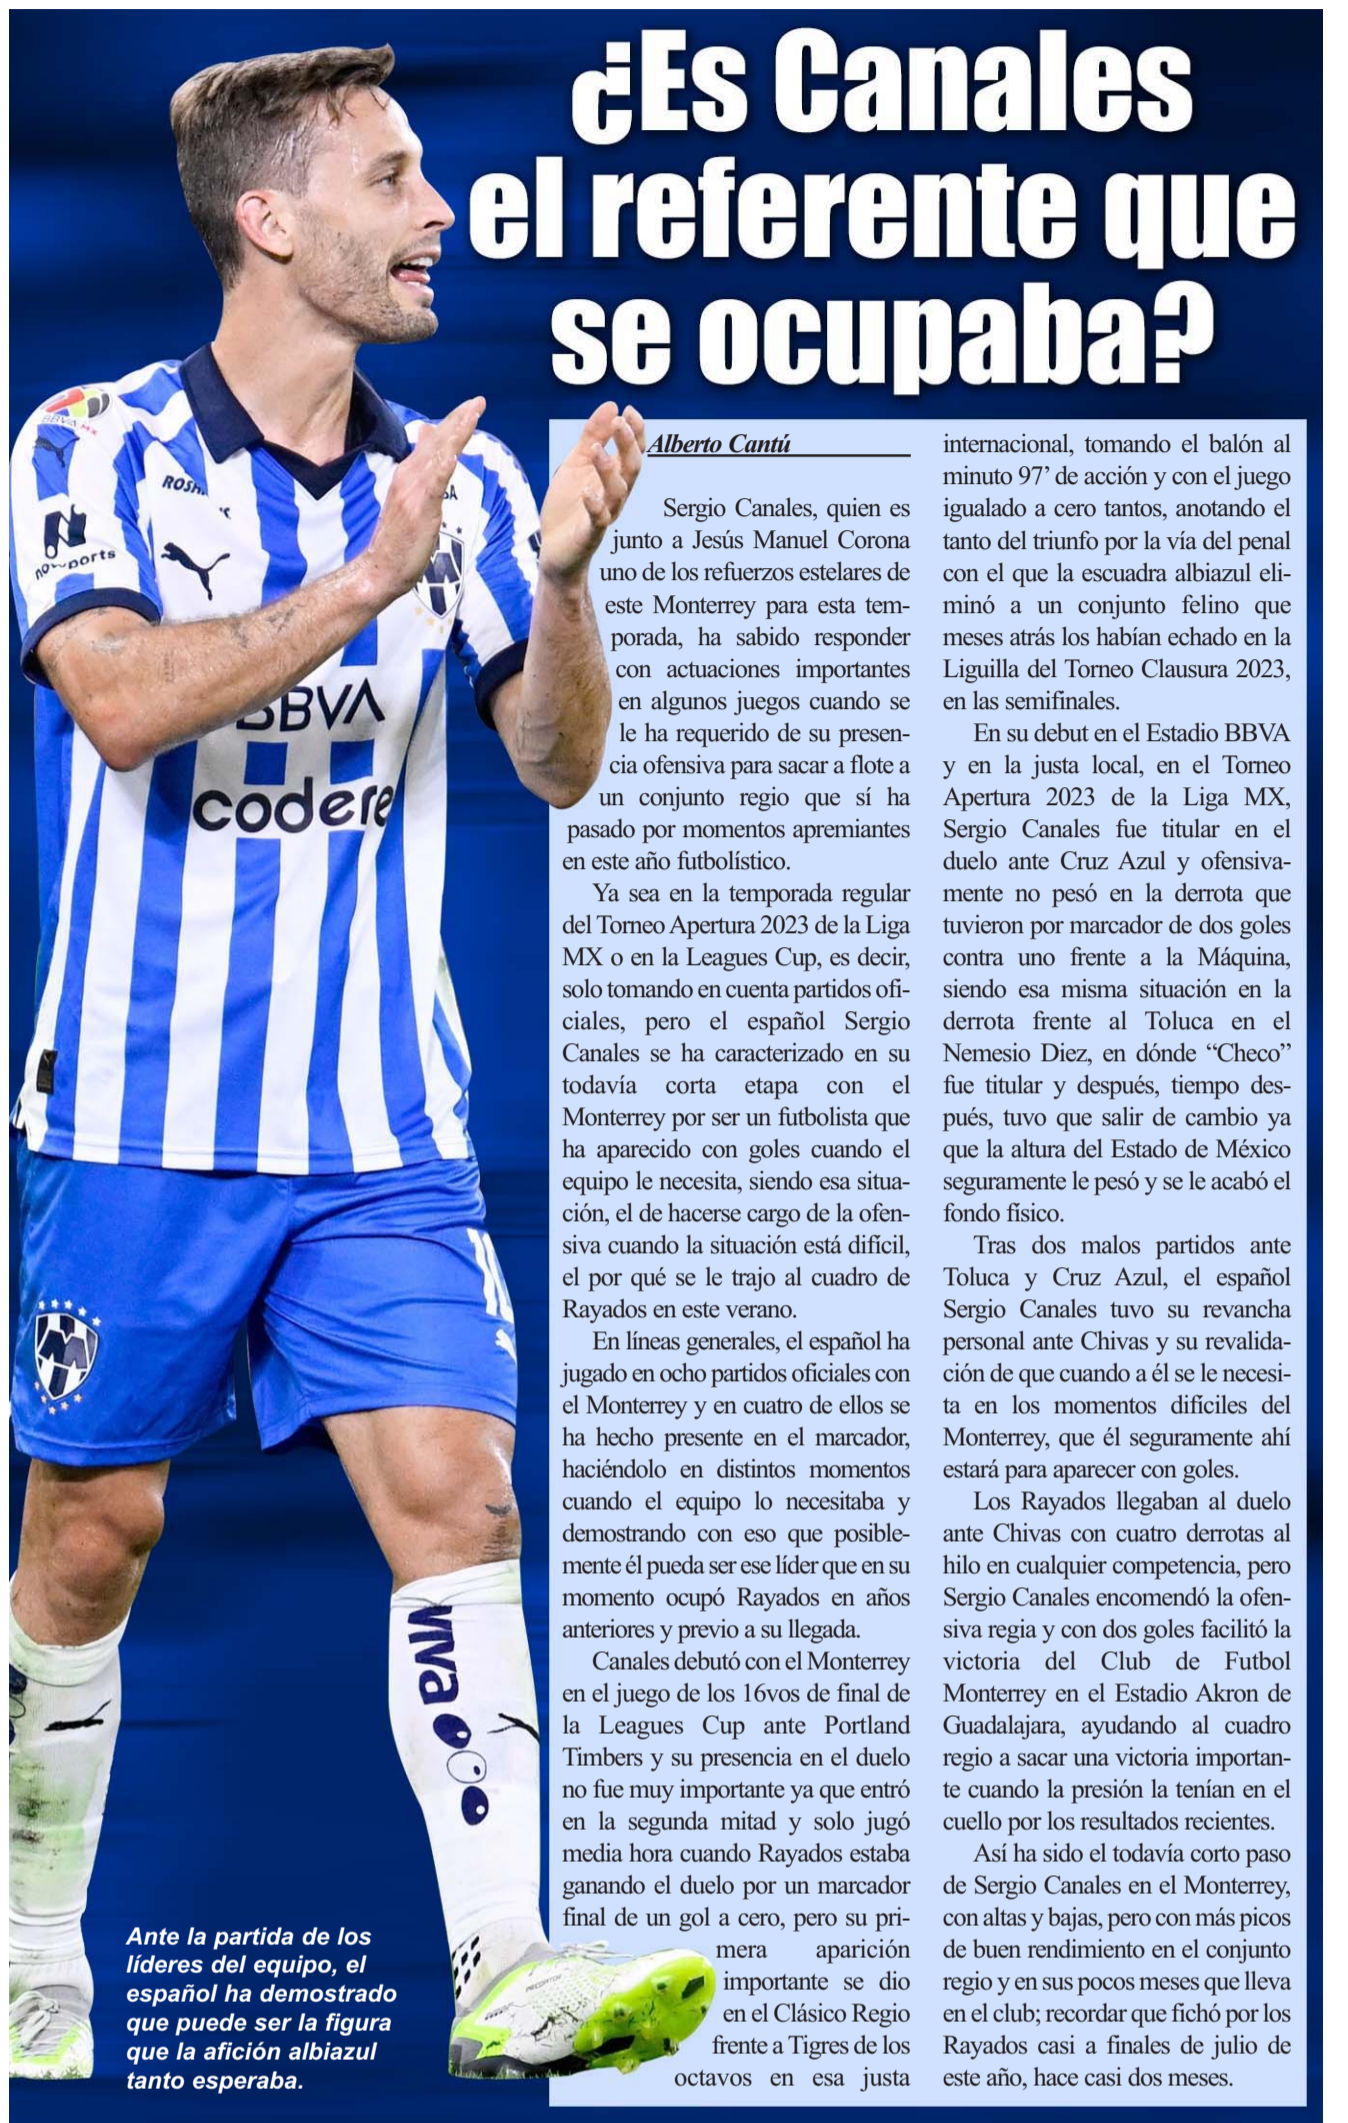 ¿Es Canales
el referente que
se ocupaba?
Alberto Cantú
Sergio Canales, quien es
junto a Jesús Manuel Corona
uno de los refuerzos estelares de
este Monterrey para esta tem-
porada, ha sabido responder
con actuaciones importantes
en algunos juegos cuando se
le ha requerido de su presen-
cia ofensiva para sacar a flote a
un conjunto regio que sí ha
pasado por momentos apremiantes
en este año futbolístico.
Ya sea en la temporada regular
del Torneo Apertura 2023 de la Liga
MX o en la Leagues Cup, es decir,
solo tomando en cuenta partidos ofi-
ciales, pero el español Sergio
Canales se ha caracterizado en su
todavía corta etapa con el
Monterrey por ser un futbolista que
ha aparecido con goles cuando el
equipo le necesita, siendo esa situa-
ción, el de hacerse cargo de la ofen-
siva cuando la situación está difícil,
el por qué se le trajo al cuadro de
Rayados en este verano.
En líneas generales, el español ha
jugado en ocho partidos oficiales con
el Monterrey y en cuatro de ellos se
ha hecho presente en el marcador,
haciéndolo en distintos momentos
cuando el equipo lo necesitaba y
demostrando con eso que posible-
mente él pueda ser ese líder que en su
momento ocupó Rayados en años
anteriores y previo a su llegada.
Canales debutó con el Monterrey
en el juego de los 16vos de final de
la Leagues Cup ante Portland
Timbers y su presencia en el duelo
no fue muy importante ya que entró
en la segunda mitad y solo jugó
media hora cuando Rayados estaba
ganando el duelo por un marcador
final de un gol a cero, pero su pri-
mera aparición
importante se dio
en el Clásico Regio
frente a Tigres de los
octavos en esa justa
internacional, tomando el balón al
minuto 97’ de acción y con el juego
igualado a cero tantos, anotando el
tanto del triunfo por la vía del penal
con el que la escuadra albiazul eli-
minó a un conjunto felino que
meses atrás los habían echado en la
Liguilla del Torneo Clausura 2023,
en las semifinales.
En su debut en el Estadio BBVA
y en la justa local, en el Torneo
Apertura 2023 de la Liga MX,
Sergio Canales fue titular en el
duelo ante Cruz Azul y ofensiva-
mente no pesó en la derrota que
tuvieron por marcador de dos goles
contra uno frente a la Máquina,
siendo esa misma situación en la
derrota frente al Toluca en el
Nemesio Diez, en dónde “Checo”
fue titular y después, tiempo des-
pués, tuvo que salir de cambio ya
que la altura del Estado de México
seguramente le pesó y se le acabó el
fondo físico.
Tras dos malos partidos ante
Toluca y Cruz Azul, el español
Sergio Canales tuvo su revancha
personal ante Chivas y su revalida-
ción de que cuando a él se le necesi-
ta en los momentos difíciles del
Monterrey, que él seguramente ahí
estará para aparecer con goles.
Los Rayados llegaban al duelo
ante Chivas con cuatro derrotas al
hilo en cualquier competencia, pero
Sergio Canales encomendó la ofen-
siva regia y con dos goles facilitó la
victoria del Club de Futbol
Monterrey en el Estadio Akron de
Guadalajara, ayudando al cuadro
regio a sacar una victoria importan-
te cuando la presión la tenían en el
cuello por los resultados recientes.
Así ha sido el todavía corto paso
de Sergio Canales en el Monterrey,
con altas y bajas, pero con más picos
de buen rendimiento en el conjunto
regio y en sus pocos meses que lleva
en el club; recordar que fichó por los
Rayados casi a finales de julio de
este año, hace casi dos meses.
Ante la partida de los
líderes del equipo, el
español ha demostrado
que puede ser la figura
que la afición albiazul
tanto esperaba.
BBVA MX
BBVA
codere
viva
10